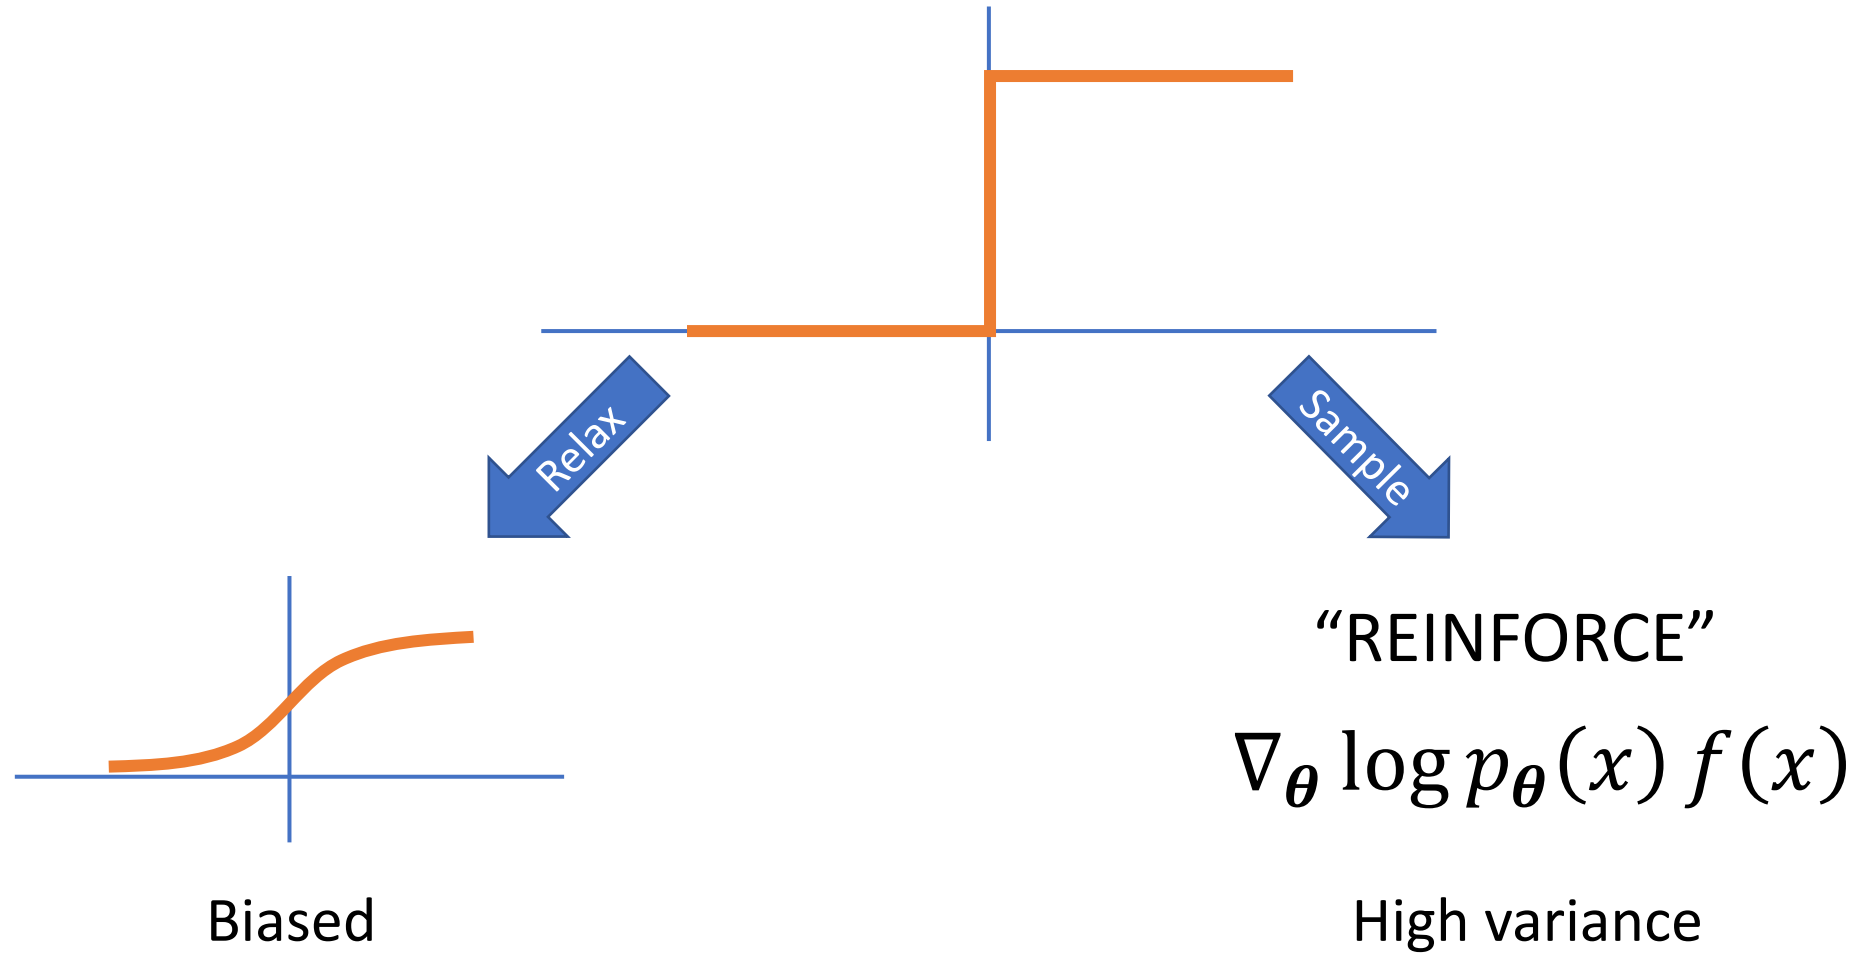 Relax
Sample
“REINFORCE”
∇𝜽 log p𝜽(x) f(x)
Biased
High variance